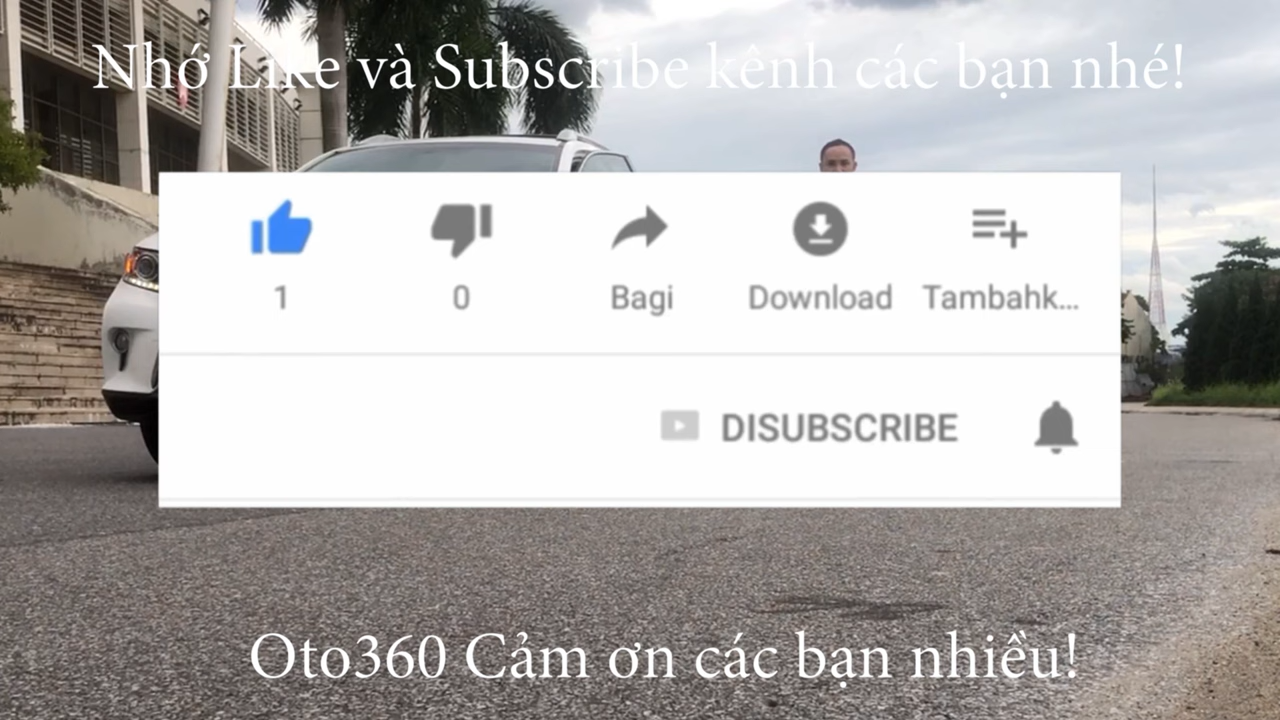 Nhớ Like và Subscribe kênh các bạn nhé!
1 0 Bagi Download Tambahk...
DISUBSCRIBE
Oto360 Cảm ơn các bạn nhiều!